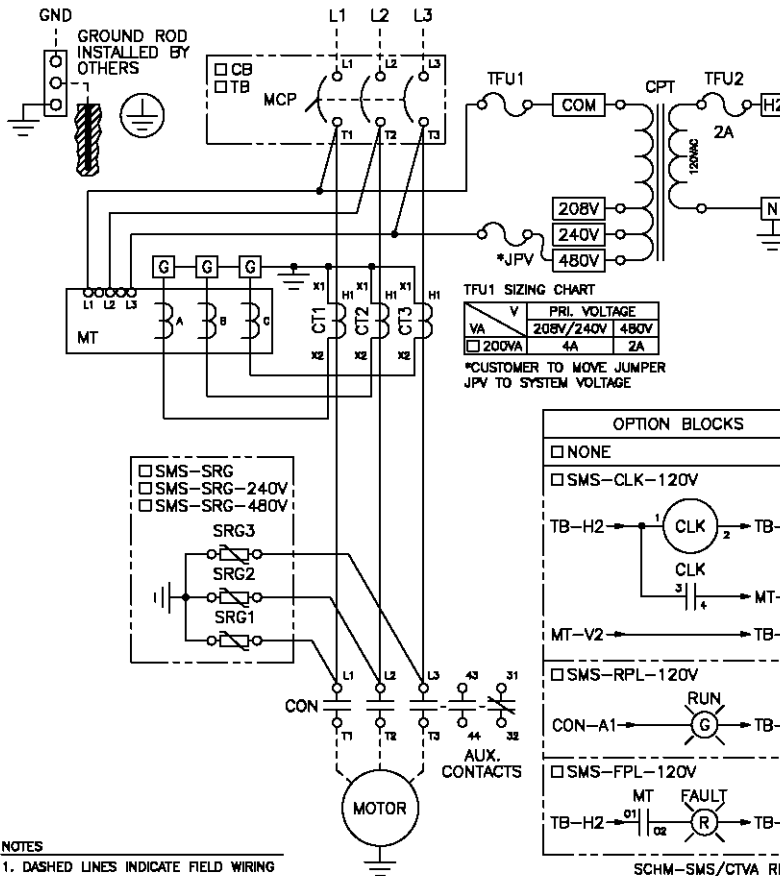 GND
GROUND ROD
INSTALLED BY
OTHERS
L1 L2 L3
L1 L2 L3
☐ CB
☐ TB
MCP
T1 T2 T3
TFU1
COM
CPT
TFU2
2A
120VAC
208V
240V
480V
*JPV
N
TFU1 SIZING CHART
V PRI. VOLTAGE
VA 208V/240V 480V
☐ 200VA 4A 2A
*CUSTOMER TO MOVE JUMPER
JPV TO SYSTEM VOLTAGE
G G G
L1 L2 L3
MT
A B C
X1 H1 X1 H1 X1 H1
CT1 CT2 CT3
X2 X2 X2
☐ SMS-SRG
☐ SMS-SRG-240V
☐ SMS-SRG-480V
SRG3
SRG2
SRG1
L1 L2 L3 43 31
CON
T1 T2 T3 44 32
AUX.
CONTACTS
MOTOR
OPTION BLOCKS
☐ NONE
☐ SMS-CLK-120V
TB-H2 1 CLK 2 TB-
CLK
3 4 MT-
MT-V2 TB-
☐ SMS-RPL-120V
RUN
CON-A1 G TB-
☐ SMS-FPL-120V
MT FAULT
TB-H2 01 02 R TB-
NOTES
1. DASHED LINES INDICATE FIELD WIRING
SCHM-SMS/CTVA